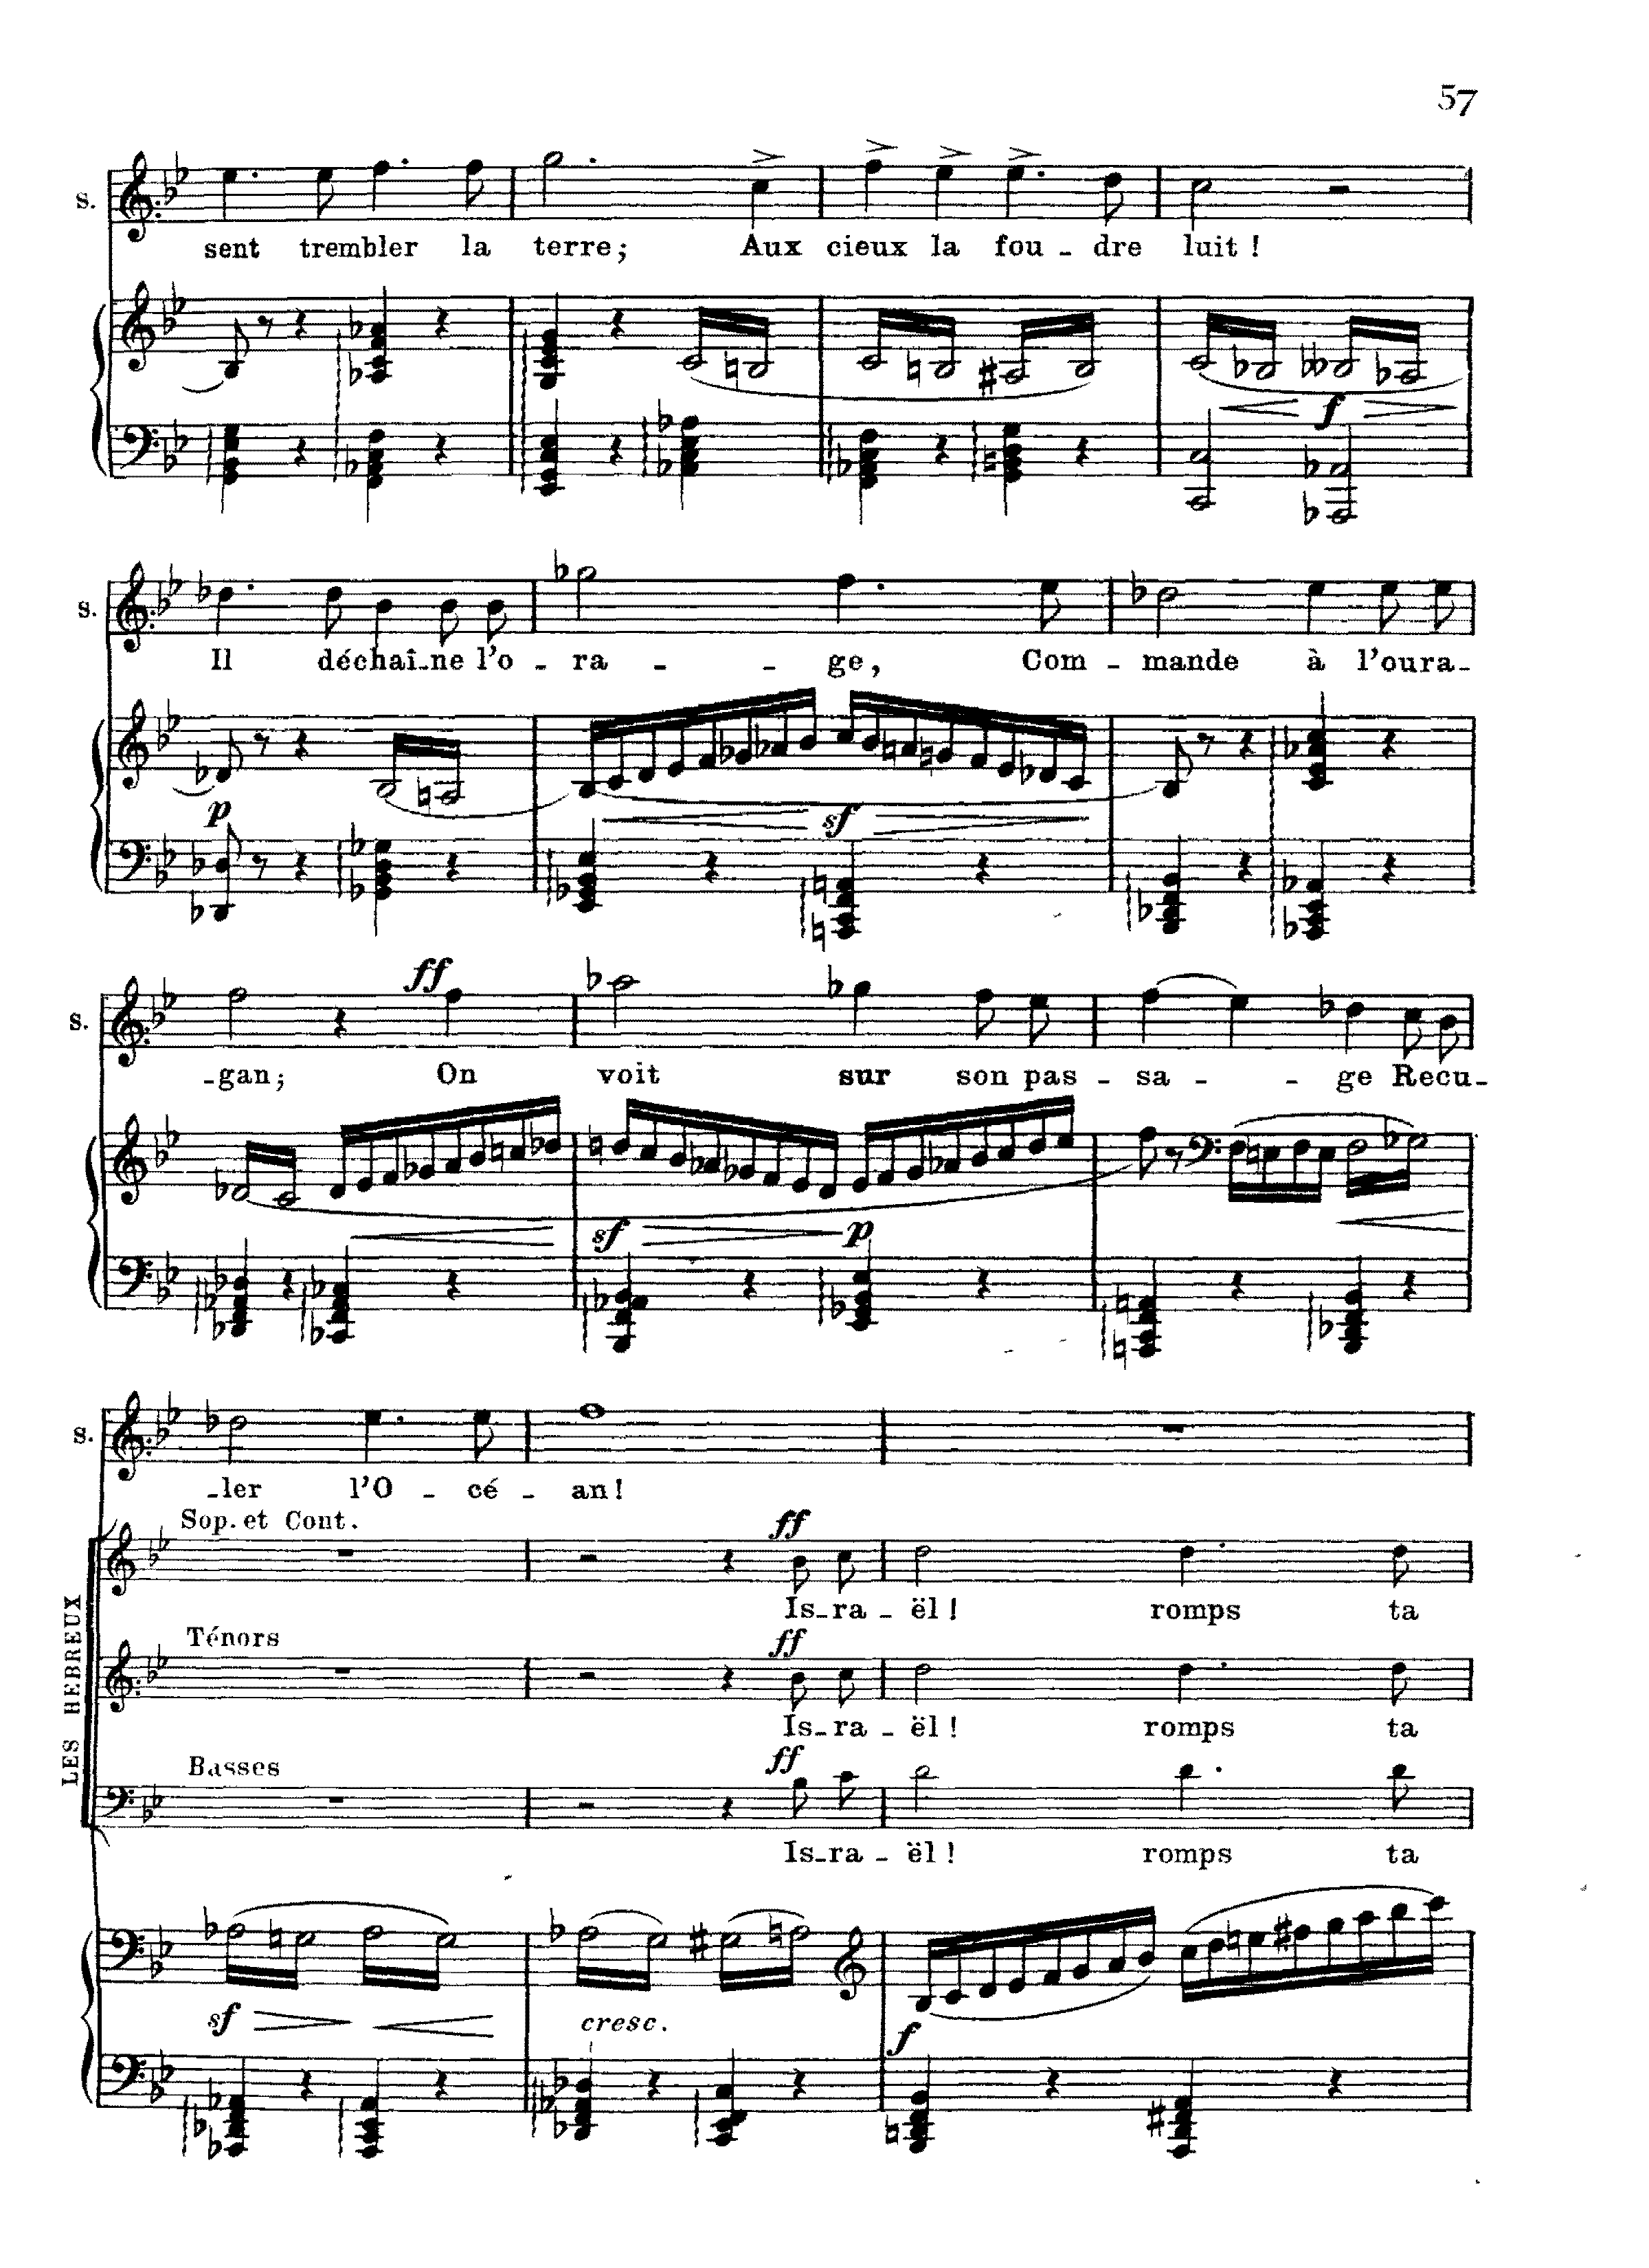 57
S.
sent trembler la terre; Aux cieux la fou - dre luit !
f
S.
Il déchaî-ne l'o - ra - - ge, Com - mande à l'oura-
p sf
ff
S.
-gan; On voit sur son pas - sa - - ge Recu-
sf p
S.
-ler l'O - cé - an !
Sop. et Cont.
ff
Is-ra - ël ! romps ta
LES HEBREUX
Ténors
ff
Is-ra - ël ! romps ta
Basses
ff
Is-ra - ël ! romps ta
sf cresc. f